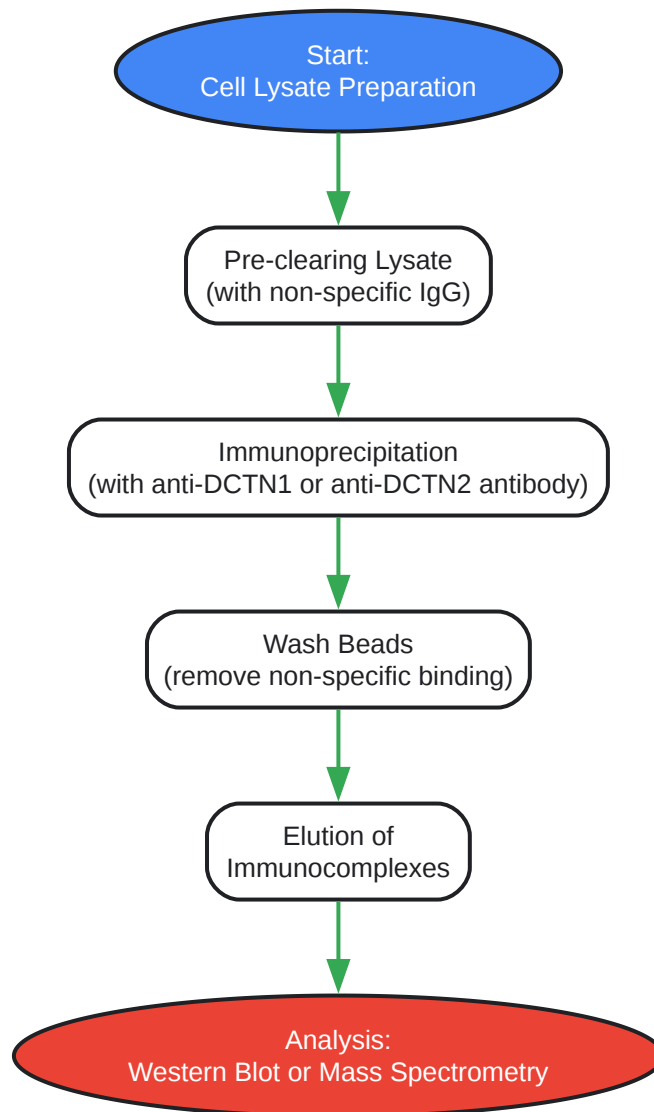 Start:
Cell Lysate Preparation
Pre-clearing Lysate
(with non-specific IgG)
Immunoprecipitation
(with anti-DCTN1 or anti-DCTN2 antibody)
Wash Beads
(remove non-specific binding)
Elution of
Immunocomplexes
Analysis:
Western Blot or Mass Spectrometry